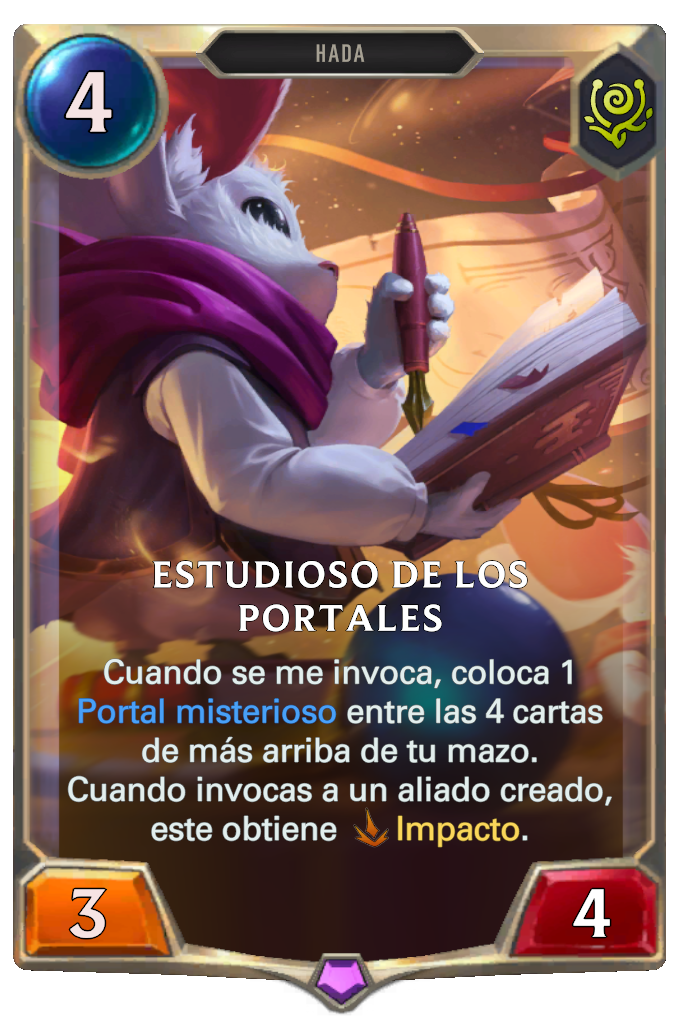 HADA
4
ESTUDIOSO DE LOS
PORTALES
Cuando se me invoca, coloca 1
Portal misterioso entre las 4 cartas
de más arriba de tu mazo.
Cuando invocas a un aliado creado,
este obtiene Impacto.
3
4